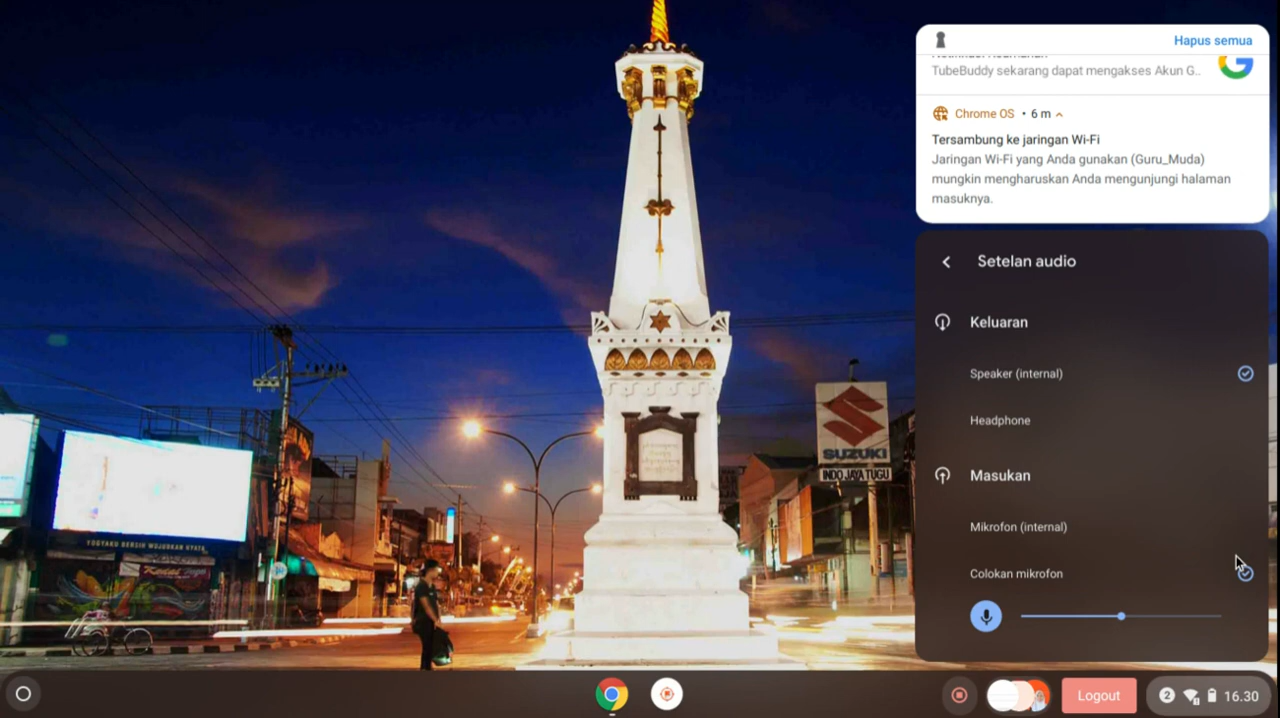 Hapus semua
TubeBuddy sekarang dapat mengakses Akun G..
Chrome OS • 6 m
Tersambung ke jaringan Wi-Fi
Jaringan Wi-Fi yang Anda gunakan (Guru_Muda)
mungkin mengharuskan Anda mengunjungi halaman
masuknya.
Setelan audio
Keluaran
Speaker (internal)
Headphone
Masukan
Mikrofon (internal)
Colokan mikrofon
SUZUKI
INDO JAYA TUGU
Logout
2
16.30